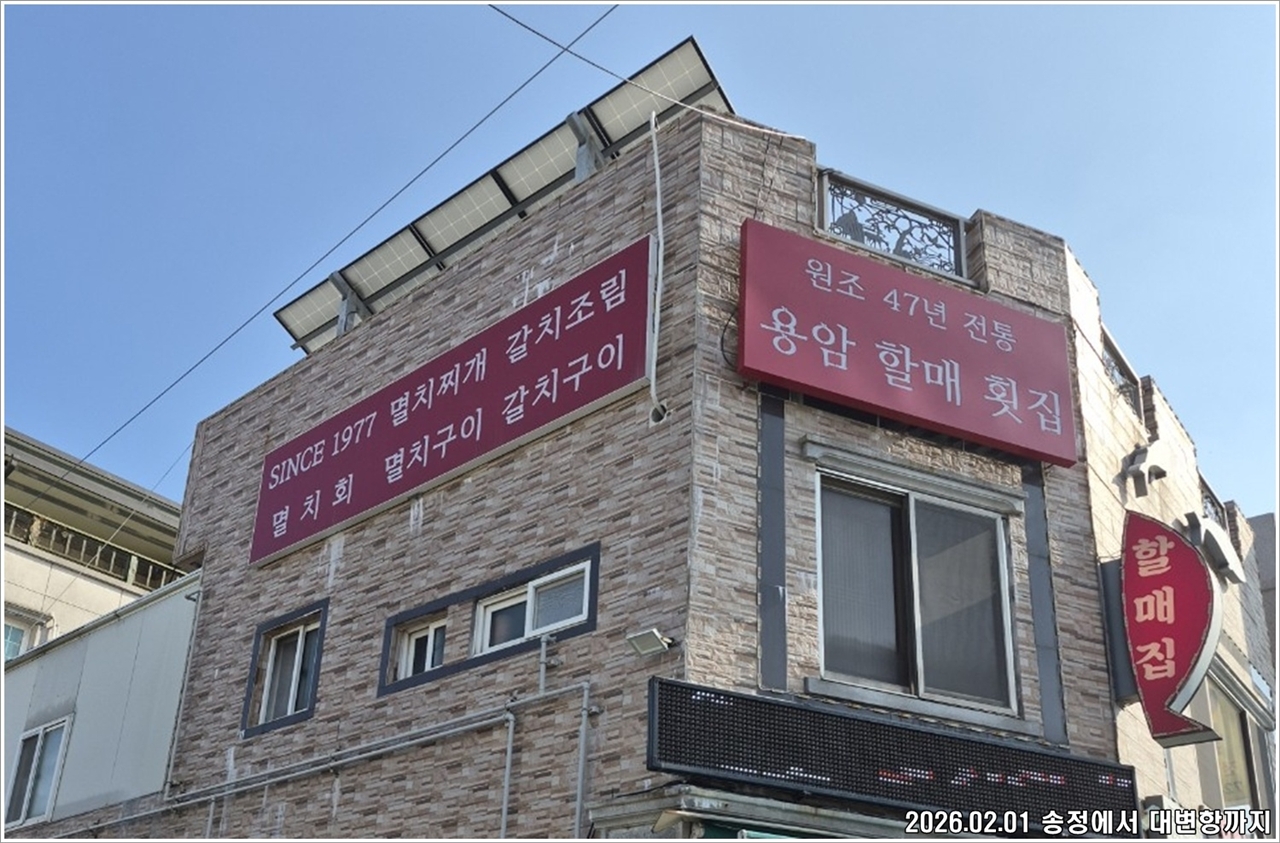 SINCE 1977 멸치찌개 갈치조림
멸치회 멸치구이 갈치구이
원조 47년 전통
용암 할매 횟집
할매집
2026.02.01 송정에서 대변항까지